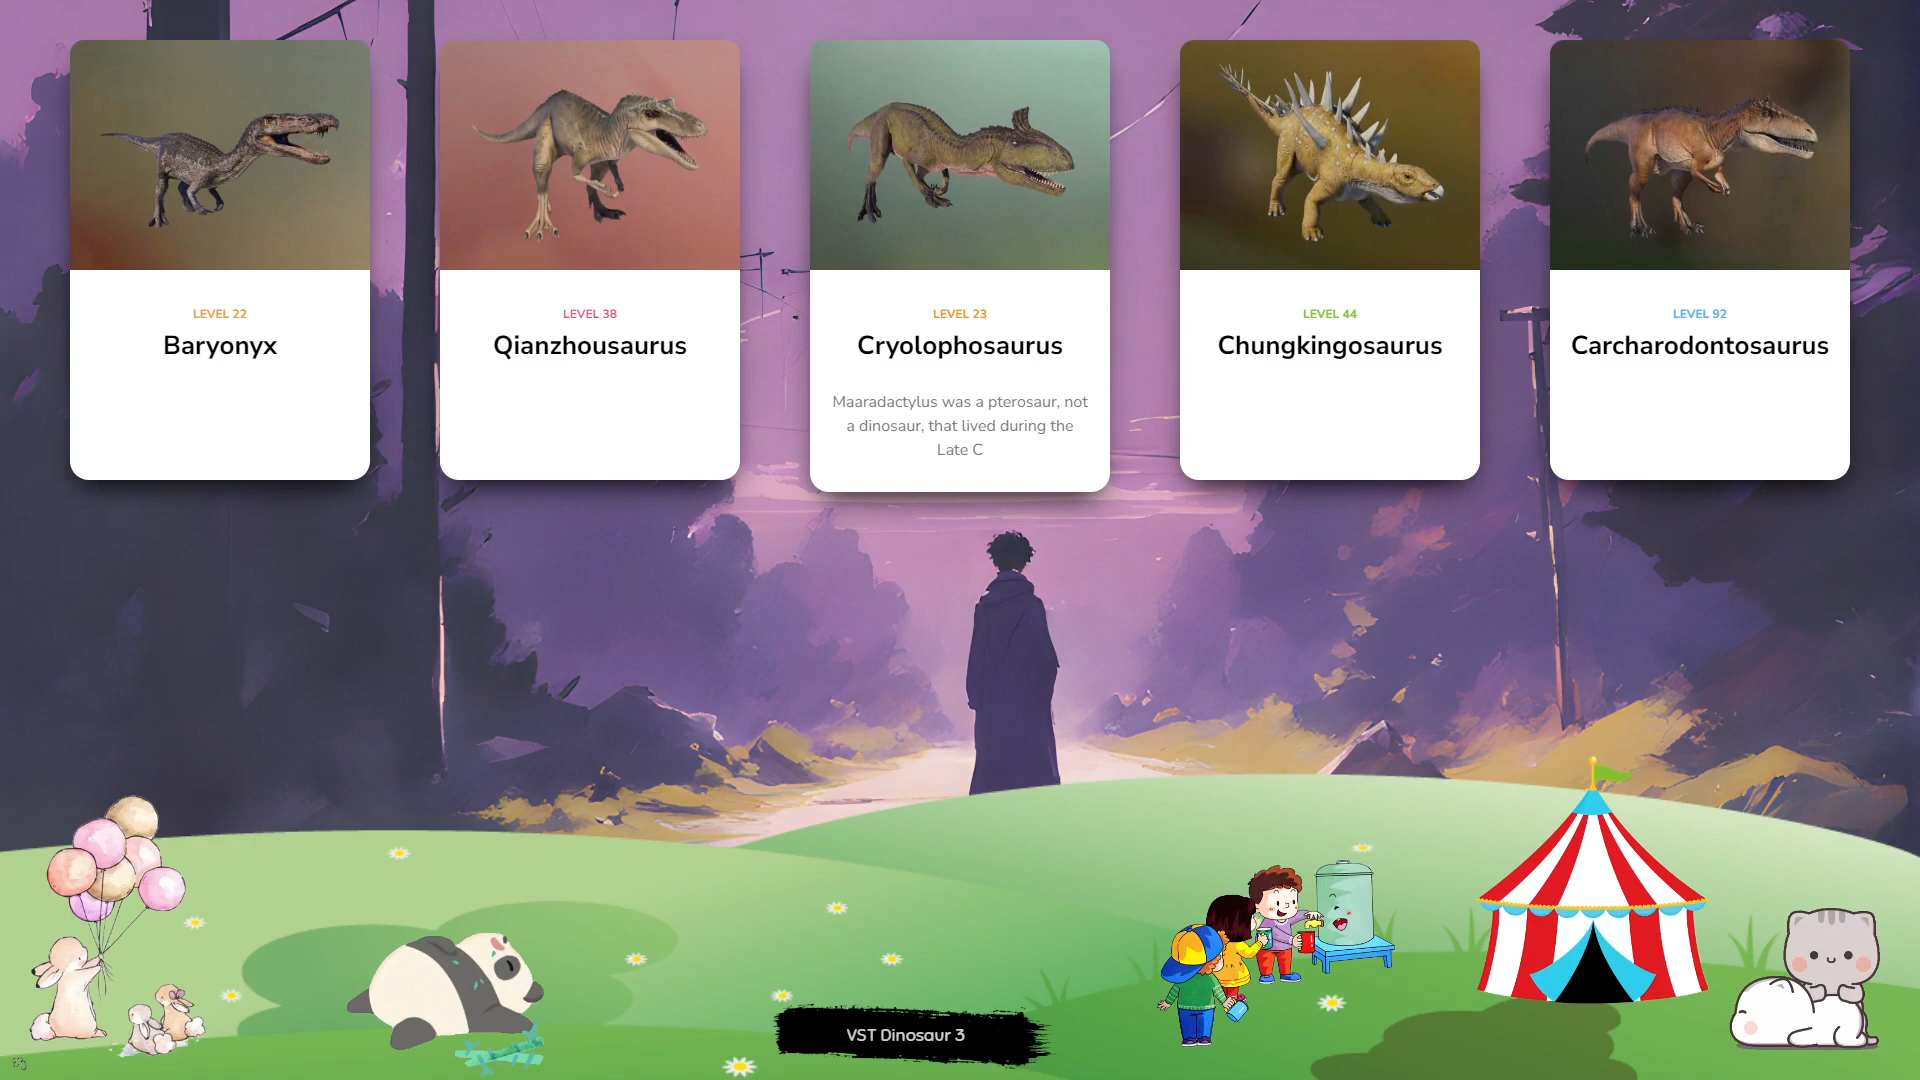 LEVEL 22
Baryonyx
LEVEL 38
Qianzhousaurus
LEVEL 23
Cryolophosaurus
Maaradactylus was a pterosaur, not
a dinosaur, that lived during the
Late C
LEVEL 44
Chungkingosaurus
LEVEL 92
Carcharodontosaurus
VST Dinosaur 3